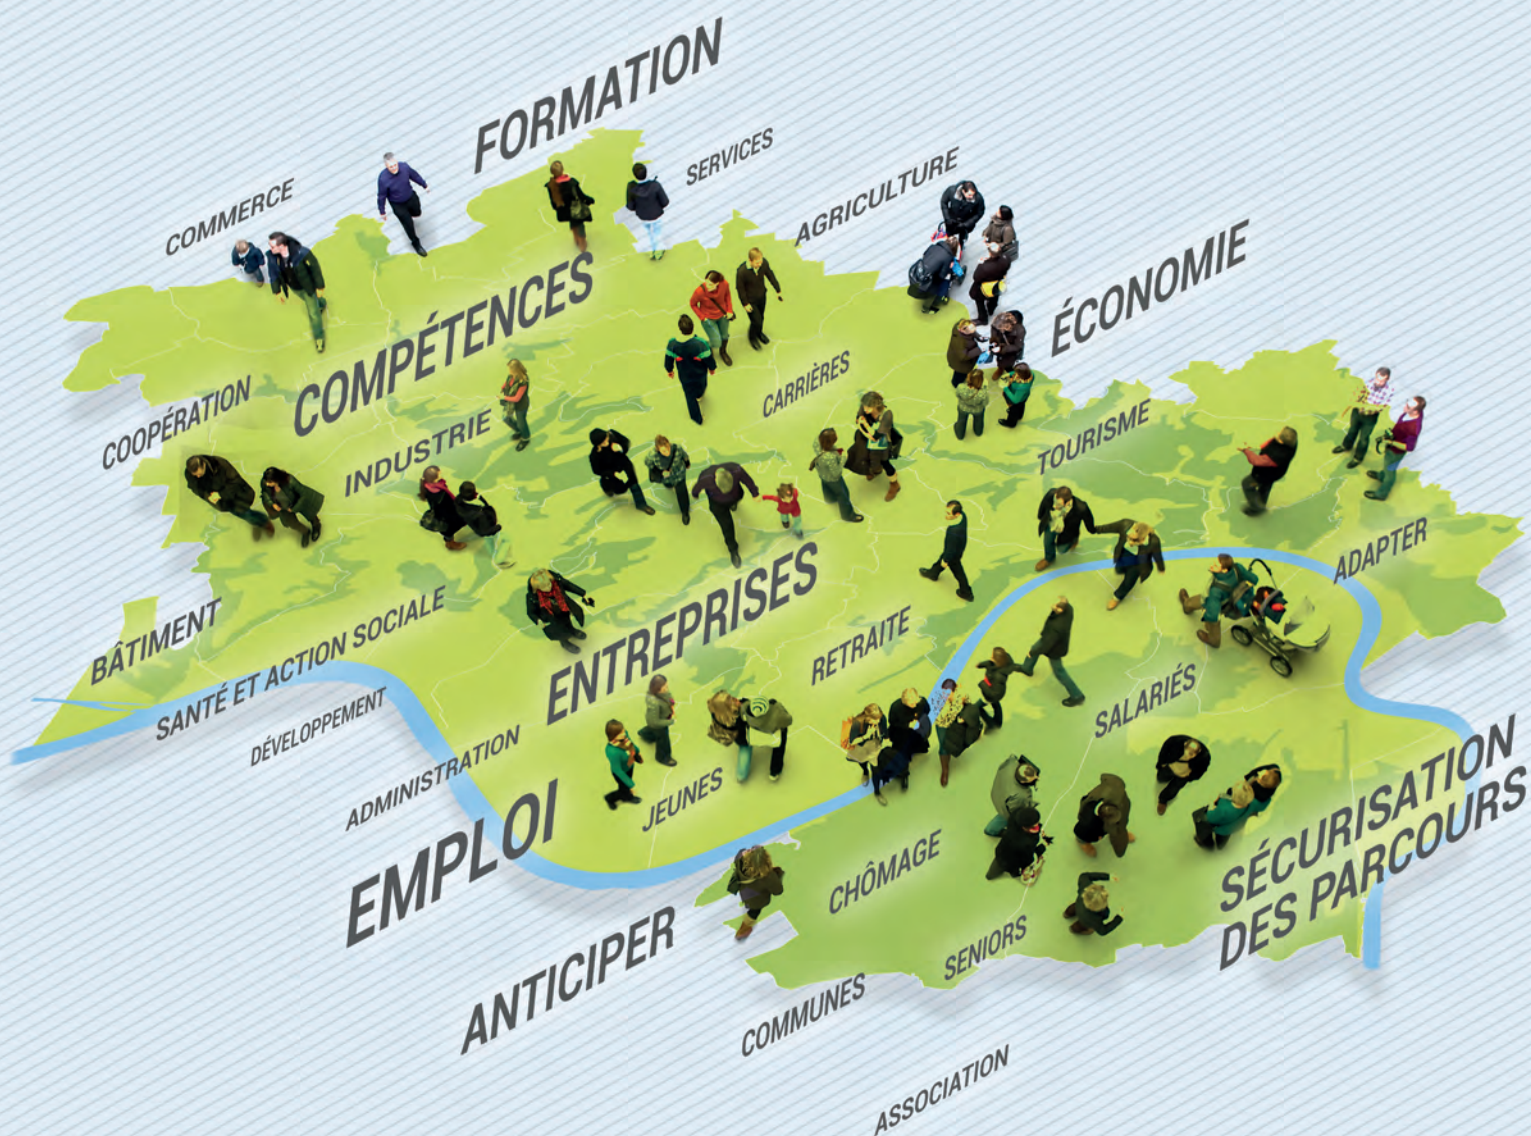 FORMATION
SERVICES
COMMERCE
AGRICULTURE
ÉCONOMIE
COMPÉTENCES
CARRIÈRES
COOPÉRATION
INDUSTRIE
TOURISME
ADAPTER
BÂTIMENT
SANTÉ ET ACTION SOCIALE
ENTREPRISES
RETRAITE
SALARIÉS
DÉVELOPPEMENT
ADMINISTRATION
JEUNES
EMPLOI
CHÔMAGE
SÉCURISATION
DES PARCOURS
ANTICIPER
SENIORS
COMMUNES
ASSOCIATION